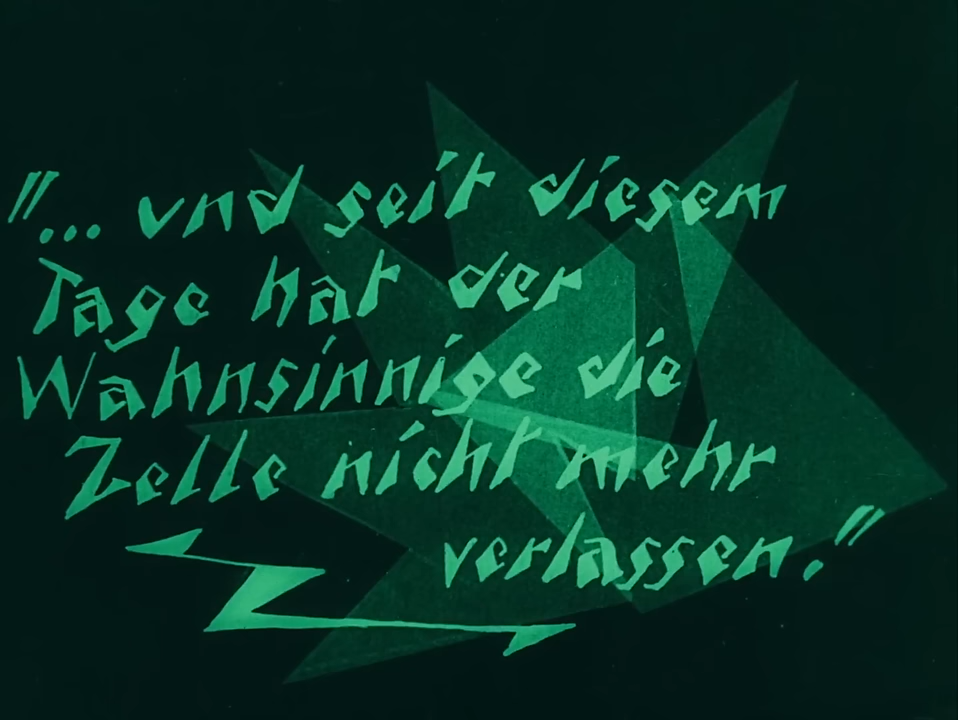 "... und seit diesem
Tage hat der
Wahnsinnige die
Zelle nicht mehr
verlassen."